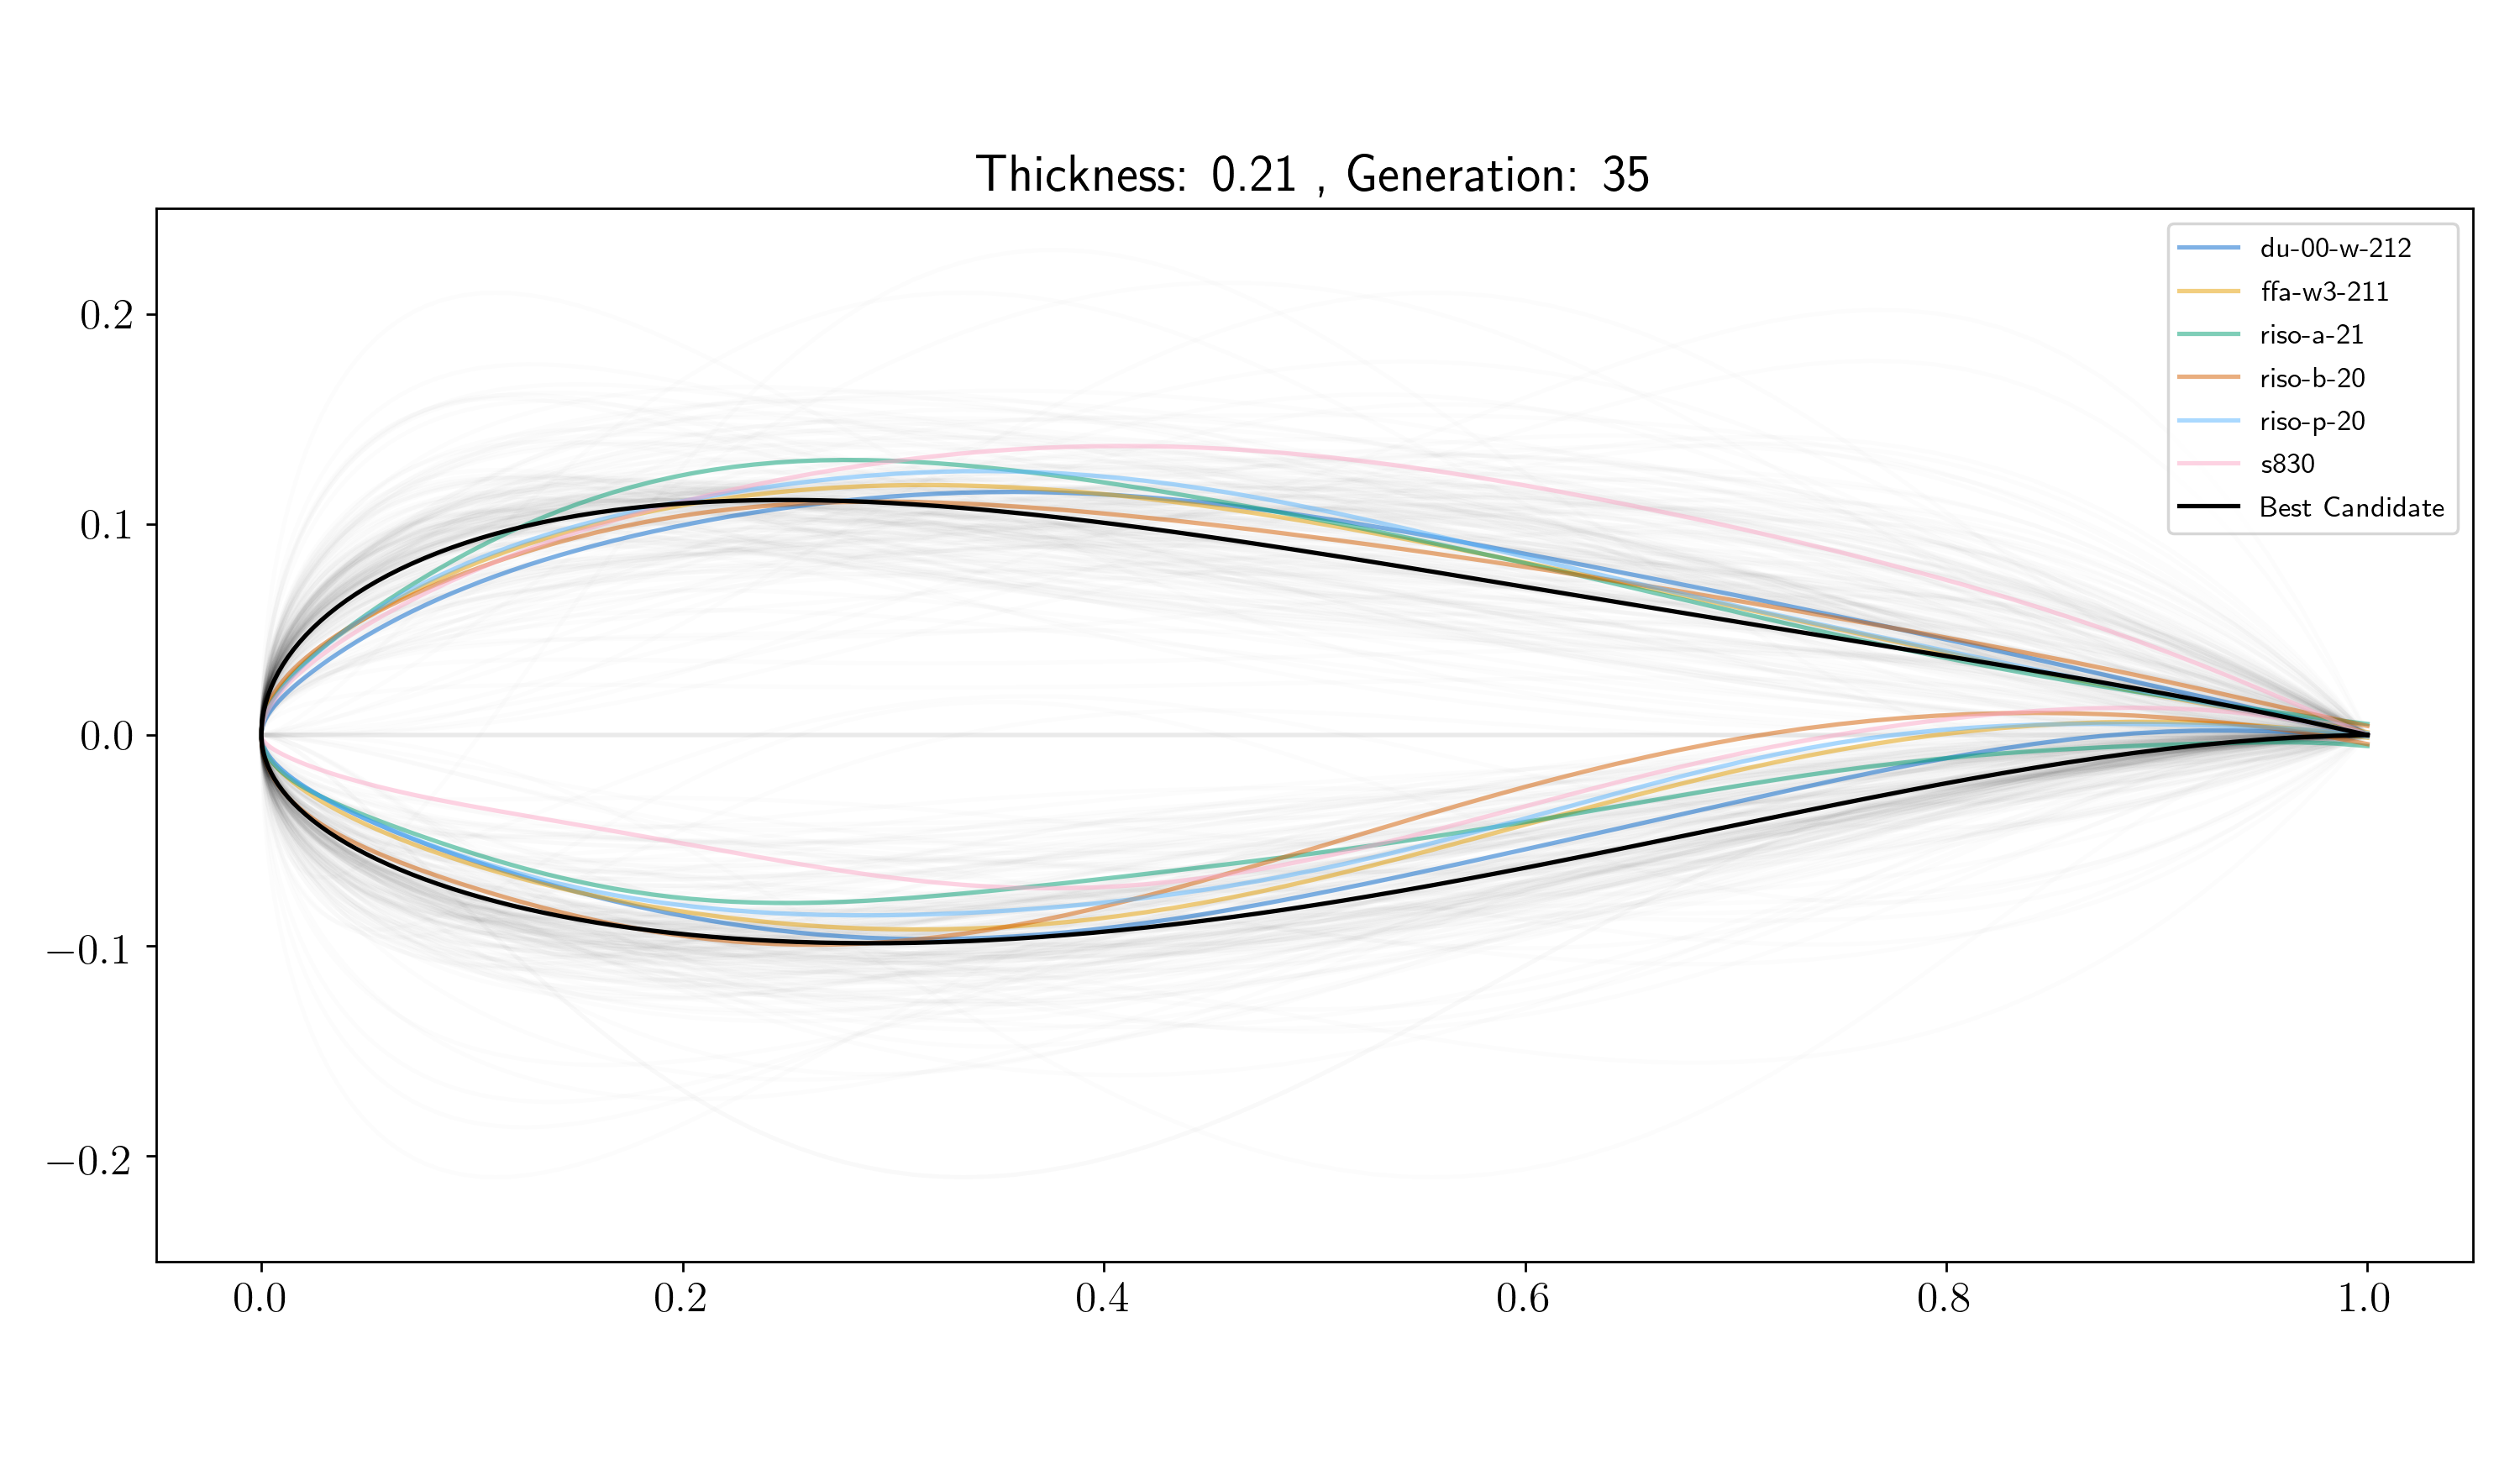 Thickness: 0.21 , Generation: 35
du-00-w-212
ffa-w3-211
riso-a-21
riso-b-20
riso-p-20
s830
Best Candidate
0.2
0.1
0.0
−0.1
−0.2
0.0 0.2 0.4 0.6 0.8 1.0